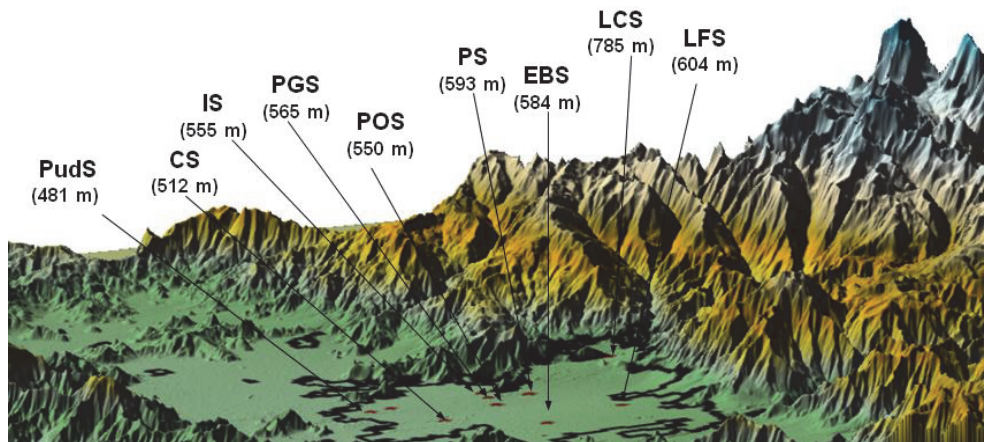 LCS
(785 m)
LFS
(604 m)
PS
(593 m)
EBS
(584 m)
PGS
(565 m)
IS
(555 m)
POS
(550 m)
CS
(512 m)
PudS
(481 m)